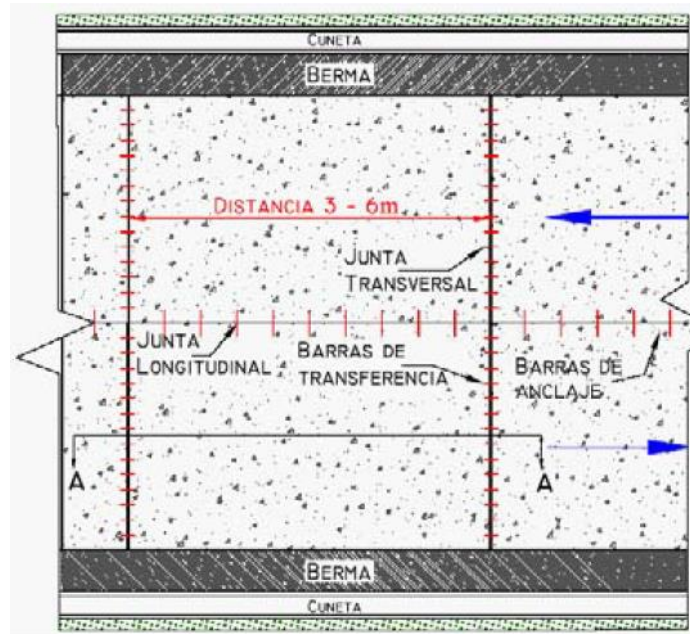 CUNETA
BERMA
DISTANCIA 3 - 6m
JUNTA
TRANSVERSAL
JUNTA
LONGITUDINAL
BARRAS DE
TRANSFERENCIA
BARRAS DE
ANCLAJE
A
A
BERMA
CUNETA